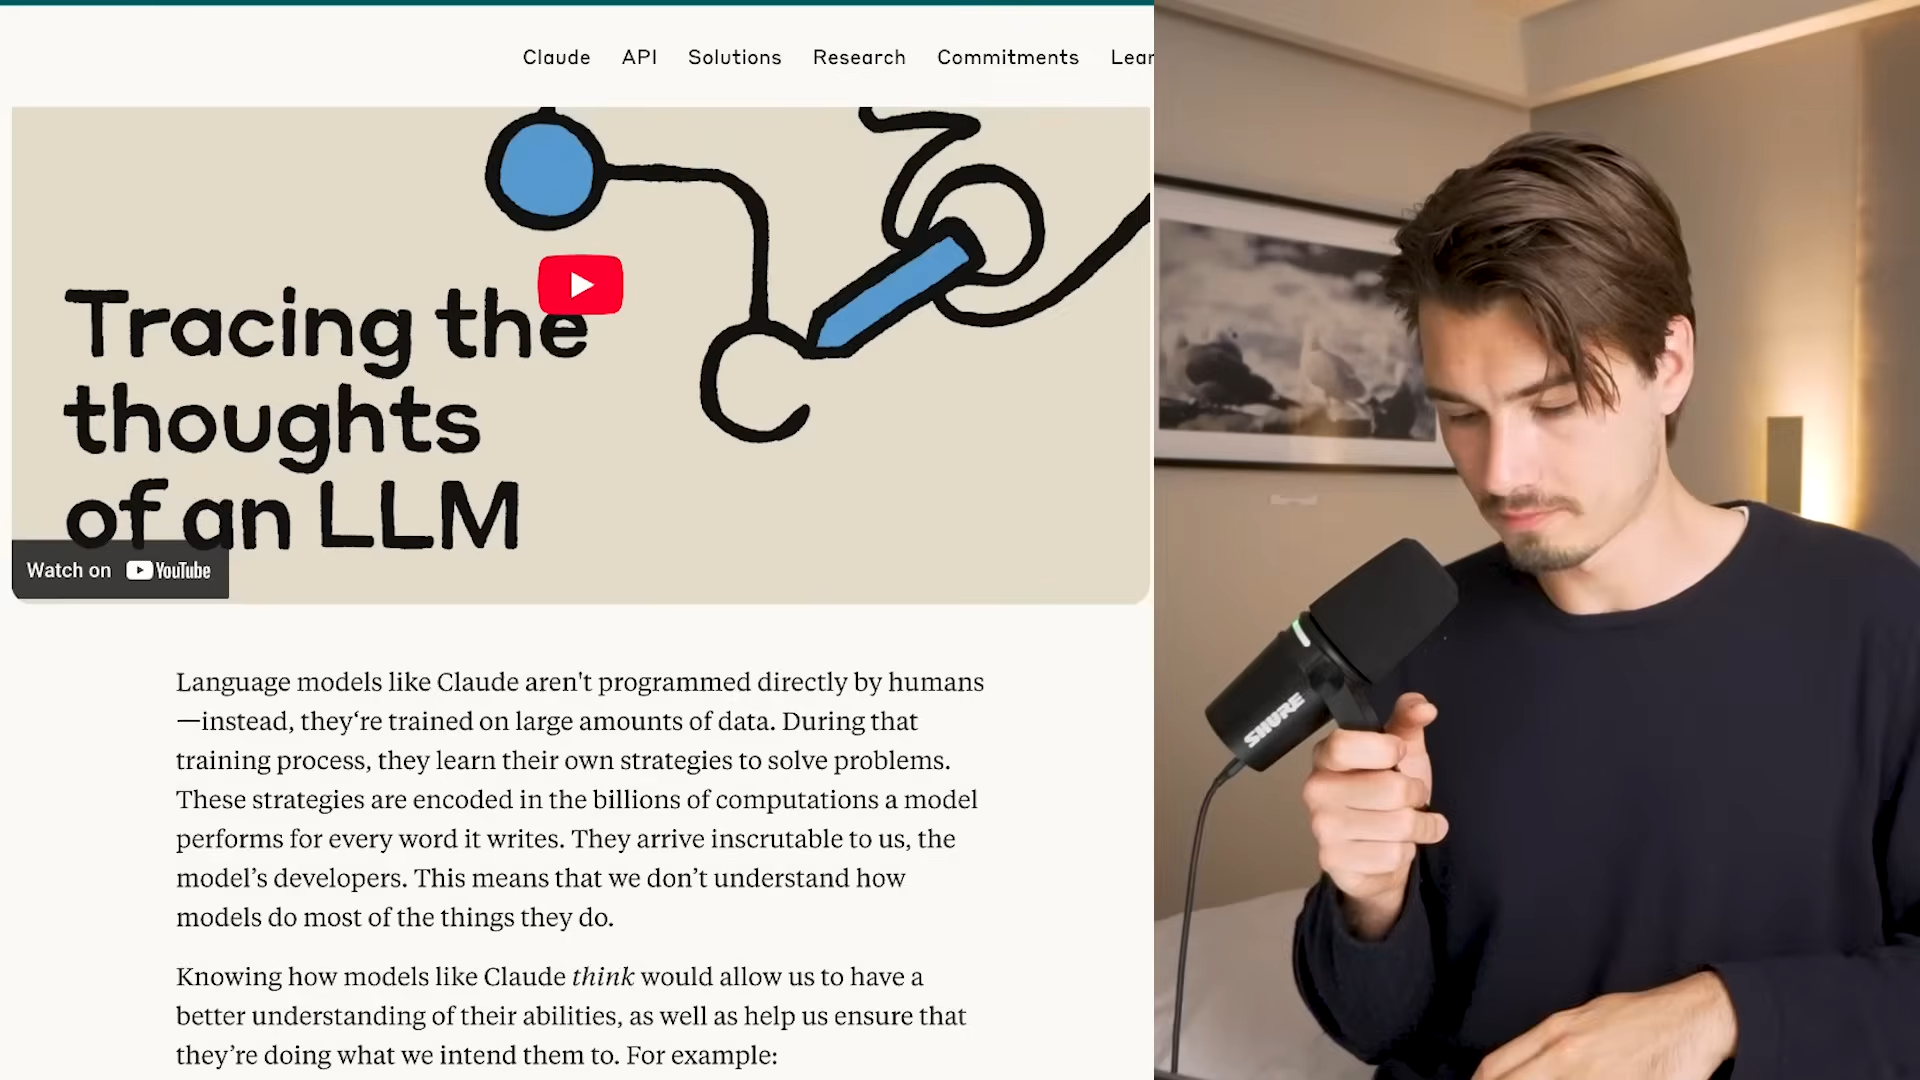 Claude API Solutions Research Commitments Lear
Tracing the
thoughts
of an LLM
Watch on YouTube
Language models like Claude aren't programmed directly by humans
—instead, they‘re trained on large amounts of data. During that
training process, they learn their own strategies to solve problems.
These strategies are encoded in the billions of computations a model
performs for every word it writes. They arrive inscrutable to us, the
model’s developers. This means that we don’t understand how
models do most of the things they do.
Knowing how models like Claude think would allow us to have a
better understanding of their abilities, as well as help us ensure that
they’re doing what we intend them to. For example:
SHURE